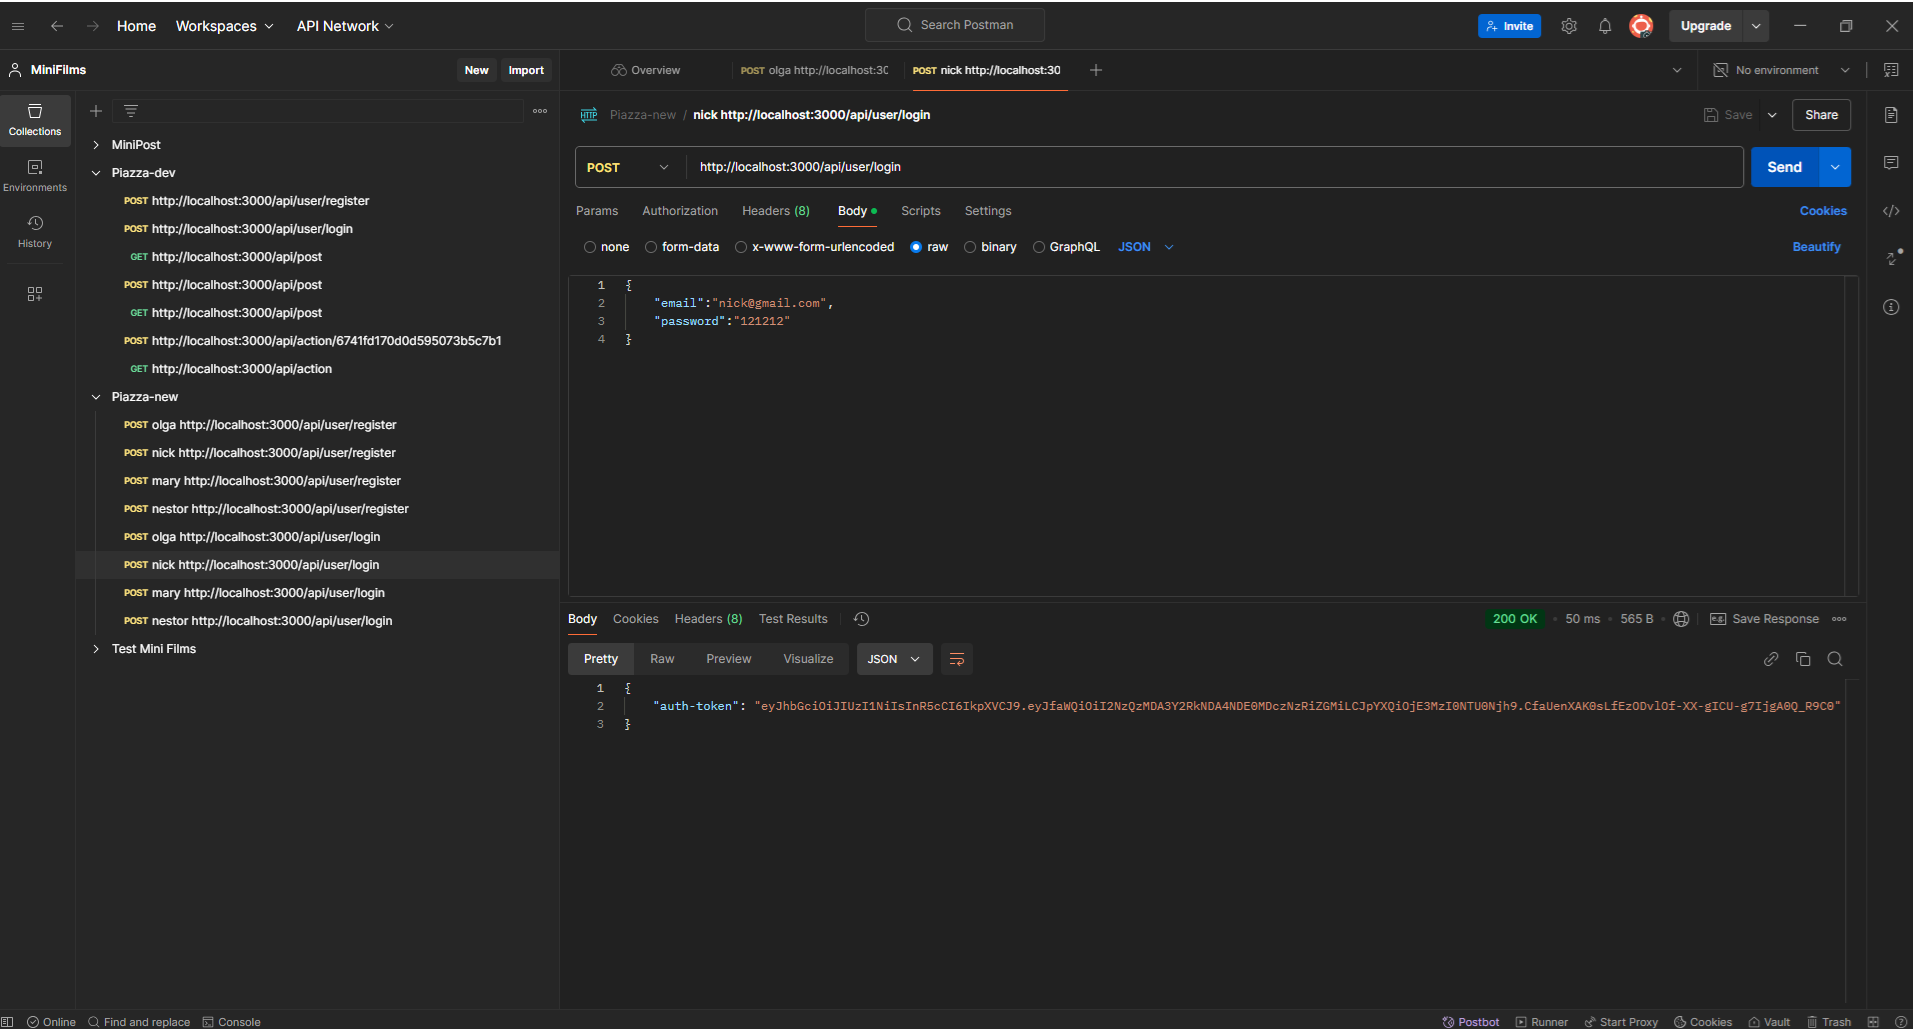 Home Workspaces API Network Search Postman Invite Upgrade
MiniFilms New Import Overview POST olga http://localhost:30 POST nick http://localhost:30 No environment
Piazza-new / nick http://localhost:3000/api/user/login Save Share
POST http://localhost:3000/api/user/login Send
Params Authorization Headers (8) Body Scripts Settings Cookies
none form-data x-www-form-urlencoded raw binary GraphQL JSON Beautify
1 {
2 "email":"nick@gmail.com",
3 "password":"121212"
4 }
Collections
Environments
History
MiniPost
Piazza-dev
POST http://localhost:3000/api/user/register
POST http://localhost:3000/api/user/login
GET http://localhost:3000/api/post
POST http://localhost:3000/api/post
GET http://localhost:3000/api/post
POST http://localhost:3000/api/action/6741fd170d0d595073b5c7b1
GET http://localhost:3000/api/action
Piazza-new
POST olga http://localhost:3000/api/user/register
POST nick http://localhost:3000/api/user/register
POST mary http://localhost:3000/api/user/register
POST nestor http://localhost:3000/api/user/register
POST olga http://localhost:3000/api/user/login
POST nick http://localhost:3000/api/user/login
POST mary http://localhost:3000/api/user/login
POST nestor http://localhost:3000/api/user/login
Test Mini Films
Body Cookies Headers (8) Test Results 200 OK 50 ms 565 B Save Response
Pretty Raw Preview Visualize JSON
1 {
2 "auth-token": "eyJhbGciOiJIUzI1NiIsInR5cCI6IkpXVCJ9.eyJfaWQiOiI2NzQzMDA3Y2RkNDA4NDE0MDczNzRiZGMiLCJpYXQiOjE3MzI0NTU0Njh9.CfaUenXAK0sLfEzODvlOf-XX-gICU-g7IjgA0Q_R9C0"
3 }
Online Find and replace Console Postbot Runner Start Proxy Cookies Vault Trash